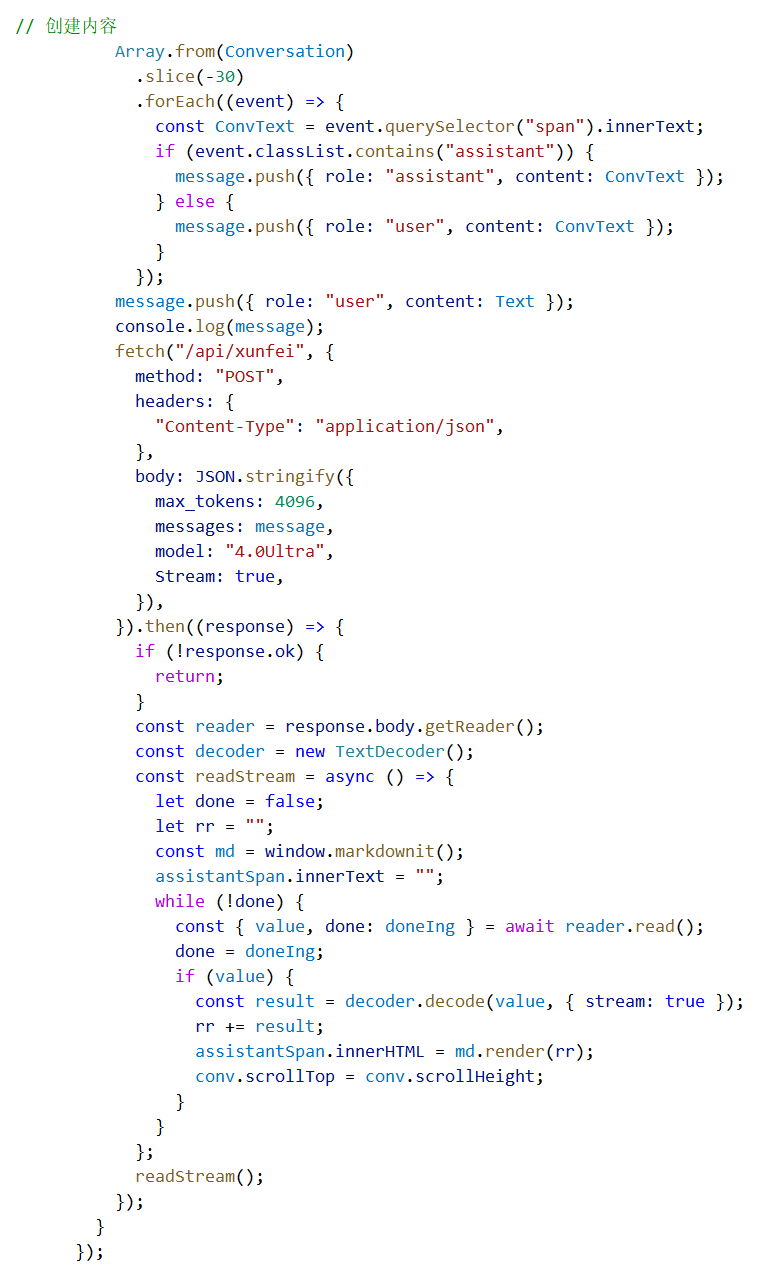 // 创建内容
Array.from(Conversation)
.slice(-30)
.forEach((event) => {
const ConvText = event.querySelector("span").innerText;
if (event.classList.contains("assistant")) {
message.push({ role: "assistant", content: ConvText });
} else {
message.push({ role: "user", content: ConvText });
}
});
message.push({ role: "user", content: Text });
console.log(message);
fetch("/api/xunfei", {
method: "POST",
headers: {
"Content-Type": "application/json",
},
body: JSON.stringify({
max_tokens: 4096,
messages: message,
model: "4.0Ultra",
Stream: true,
}),
}).then((response) => {
if (!response.ok) {
return;
}
const reader = response.body.getReader();
const decoder = new TextDecoder();
const readStream = async () => {
let done = false;
let rr = "";
const md = window.markdownit();
assistantSpan.innerText = "";
while (!done) {
const { value, done: doneIng } = await reader.read();
done = doneIng;
if (value) {
const result = decoder.decode(value, { stream: true });
rr += result;
assistantSpan.innerHTML = md.render(rr);
conv.scrollTop = conv.scrollHeight;
}
}
};
readStream();
});
}
});